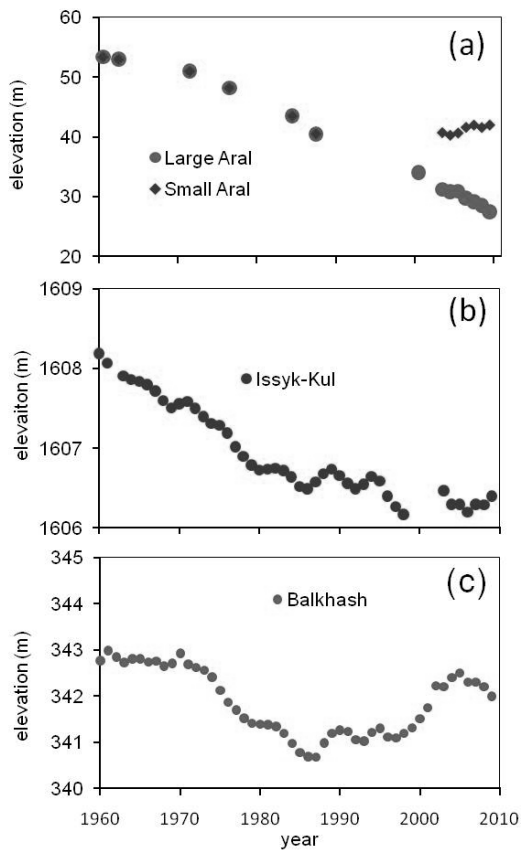 60
(a)
50
elevation (m)
40
Large Aral
30
Small Aral
20
1609
(b)
1608
Issyk-Kul
elevaiton (m)
1607
1606
345
(c)
344
Balkhash
elevation (m)
343
342
341
340
1960 1970 1980 1990 2000 2010
year